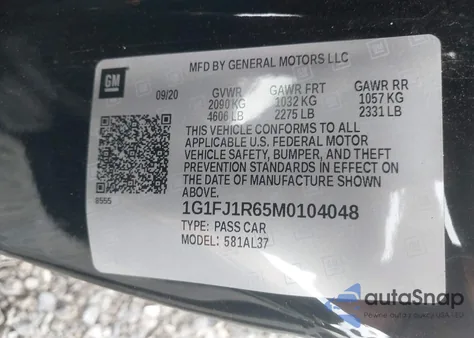 MFD BY GENERAL MOTORS LLC
GM
09/20
GVWR GAWR FRT GAWR RR
2090 KG 1032 KG 1057 KG
4606 LB 2275 LB 2331 LB
THIS VEHICLE CONFORMS TO ALL
APPLICABLE U.S. FEDERAL MOTOR
VEHICLE SAFETY, BUMPER, AND THEFT
PREVENTION STANDARDS IN EFFECT ON
THE DATE OF MANUFACTURE SHOWN
ABOVE.
8555
1G1FJ1R65M0104048
TYPE: PASS CAR
MODEL: 581AL37
autoSnap